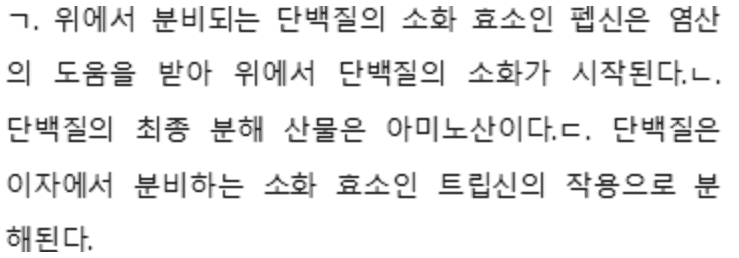 ㄱ. 위에서 분비되는 단백질의 소화 효소인 펩신은 염산
의 도움을 받아 위에서 단백질의 소화가 시작된다.ㄴ.
단백질의 최종 분해 산물은 아미노산이다.ㄷ. 단백질은
이자에서 분비하는 소화 효소인 트립신의 작용으로 분
해된다.